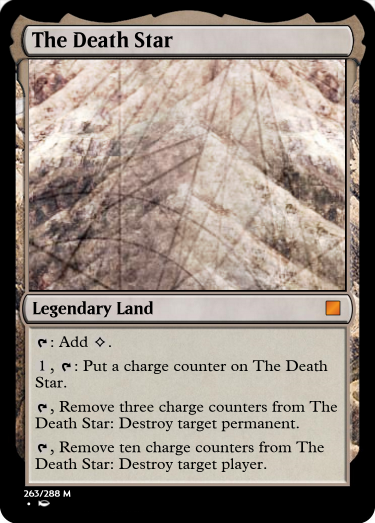 The Death Star
Legendary Land
: Add .
1, : Put a charge counter on The Death
Star.
, Remove three charge counters from The
Death Star: Destroy target permanent.
, Remove ten charge counters from The
Death Star: Destroy target player.
263/288 M